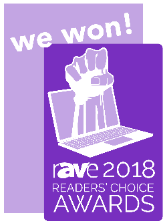 we won!
rAVe 2018
READERS' CHOICE
AWARDS